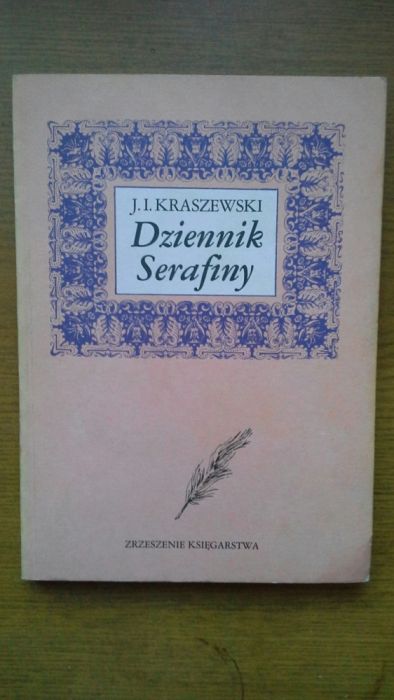 J. I. KRASZEWSKI
Dziennik
Serafiny
ZRZESZENIE KSIĘGARSTWA